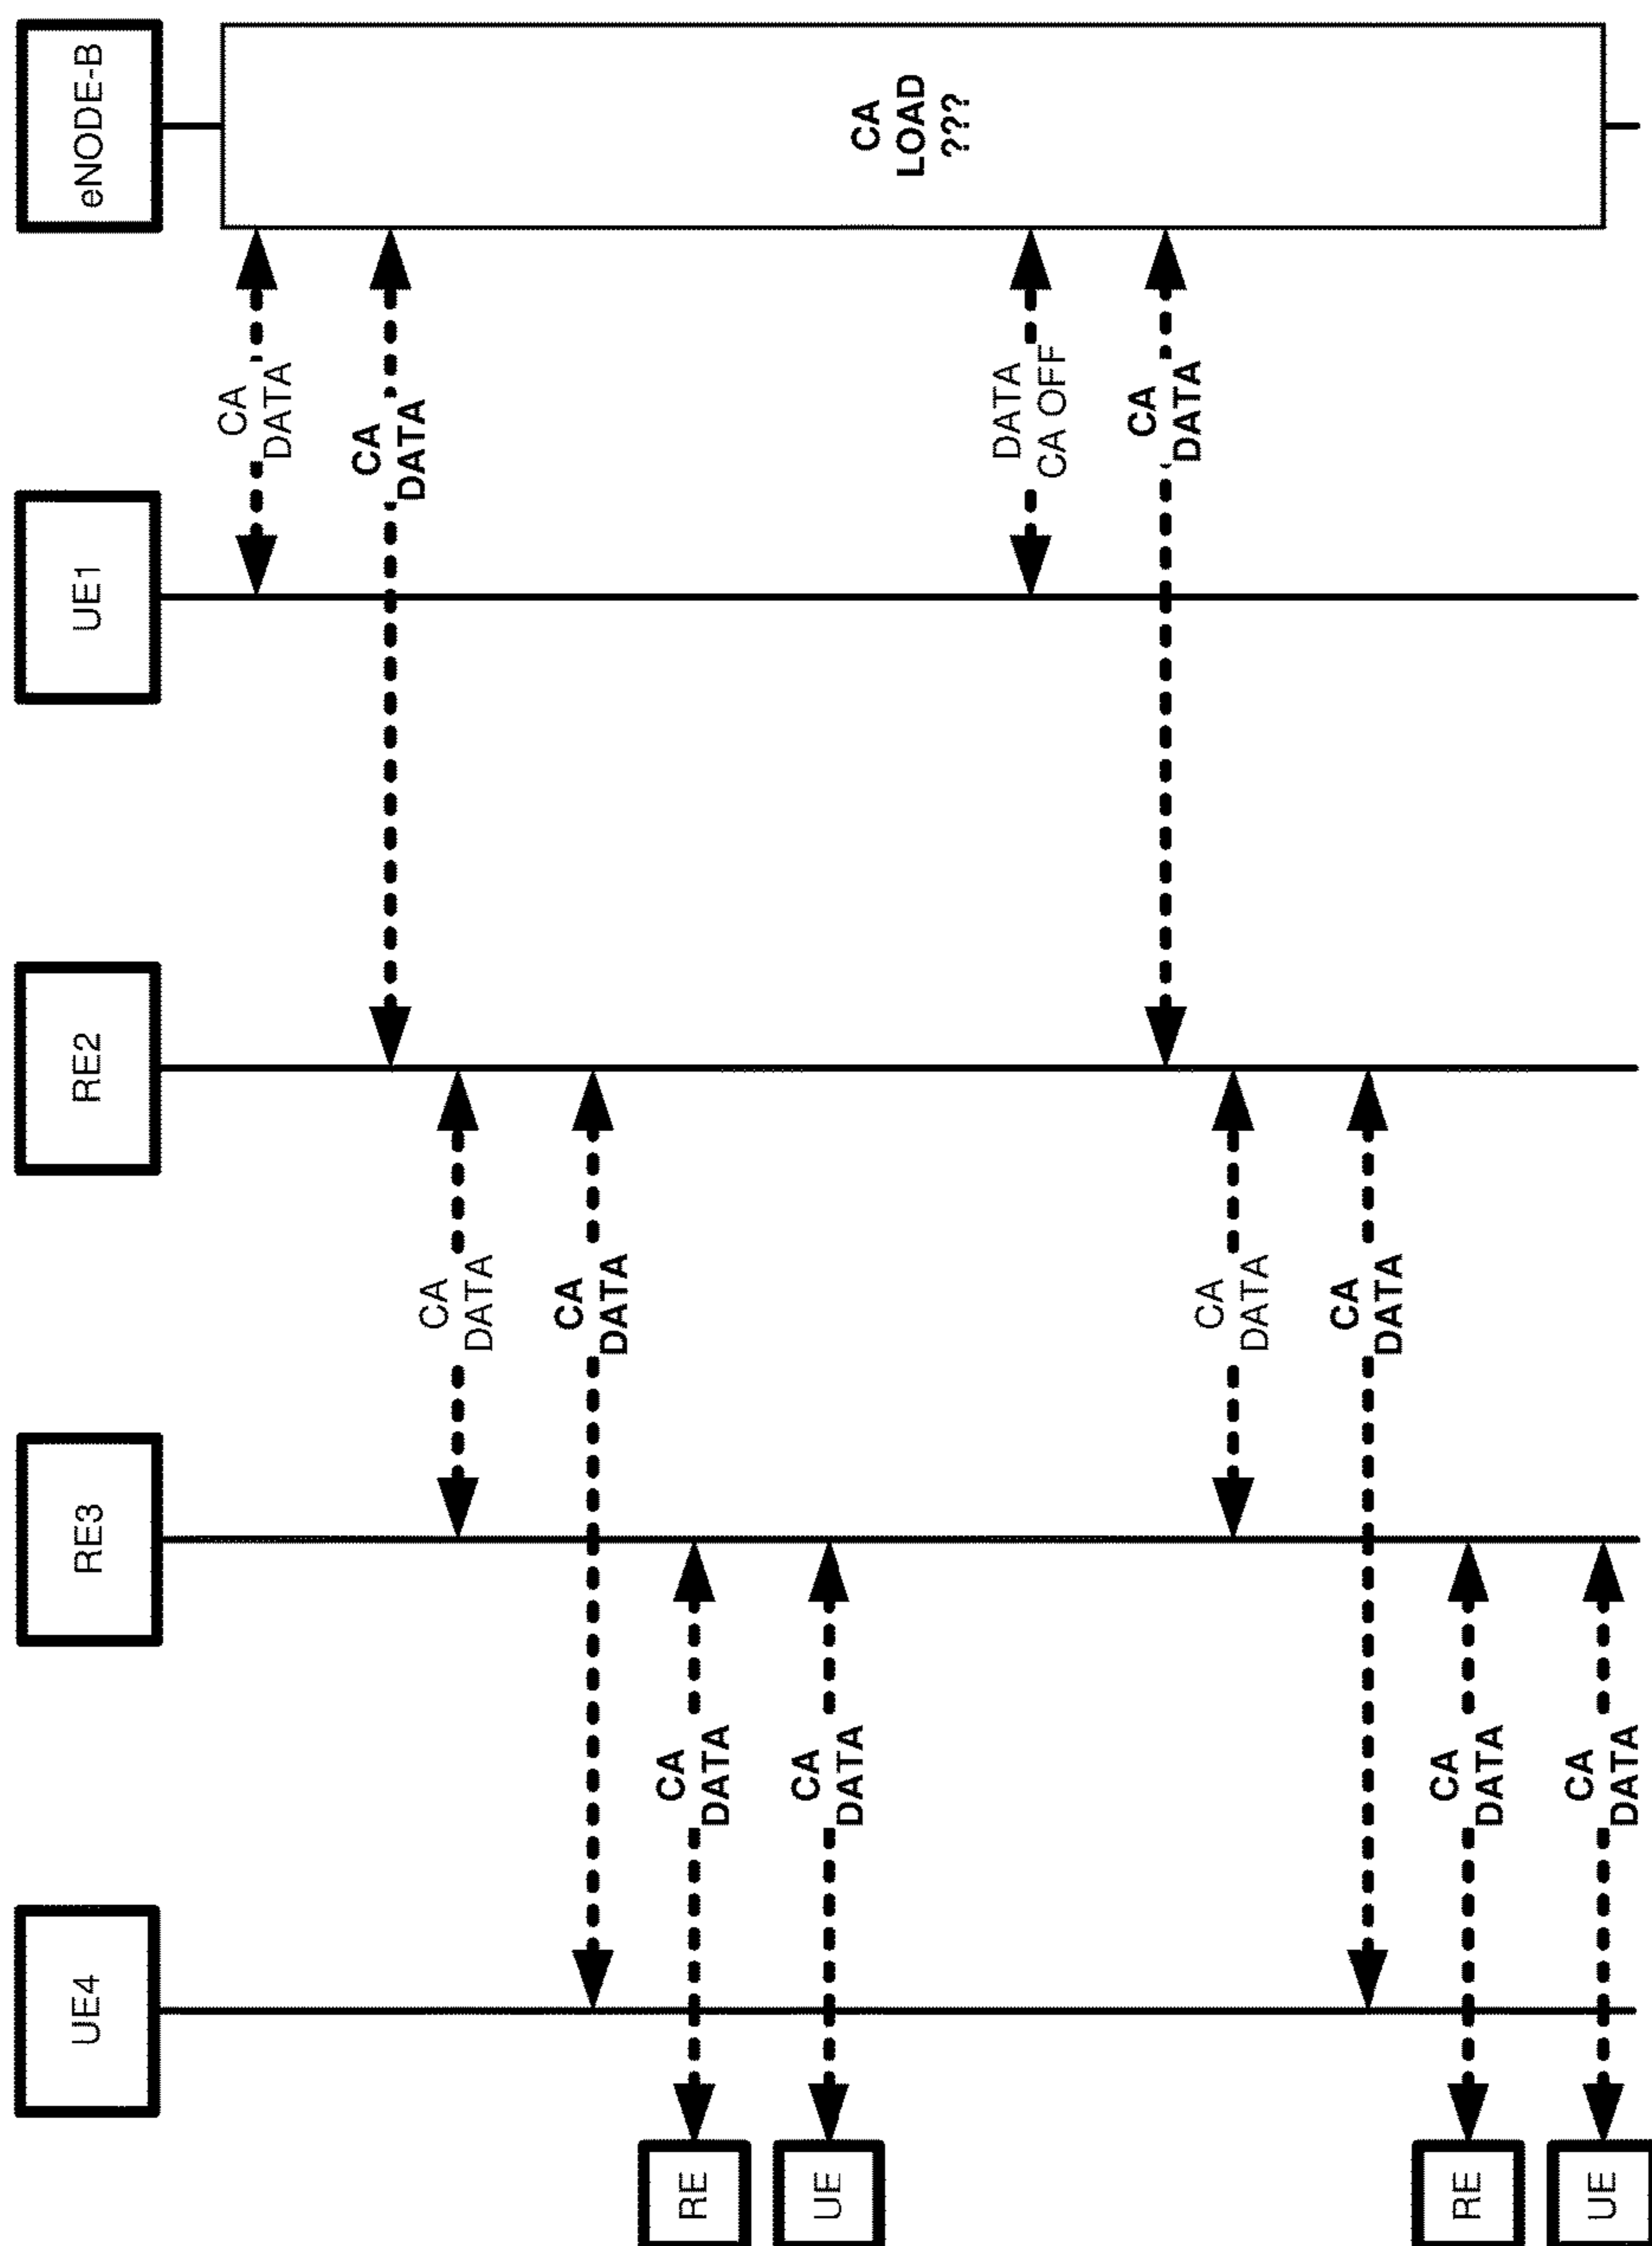 UE4
RE3
RE2
UE1
eNODE-B
CA
DATA
CA
DATA
CA
DATA
CA
DATA
RE
CA
DATA
UE
CA
DATA
CA
LOAD
???
DATA
CA OFF
CA
DATA
CA
DATA
CA
DATA
RE
CA
DATA
UE
CA
DATA